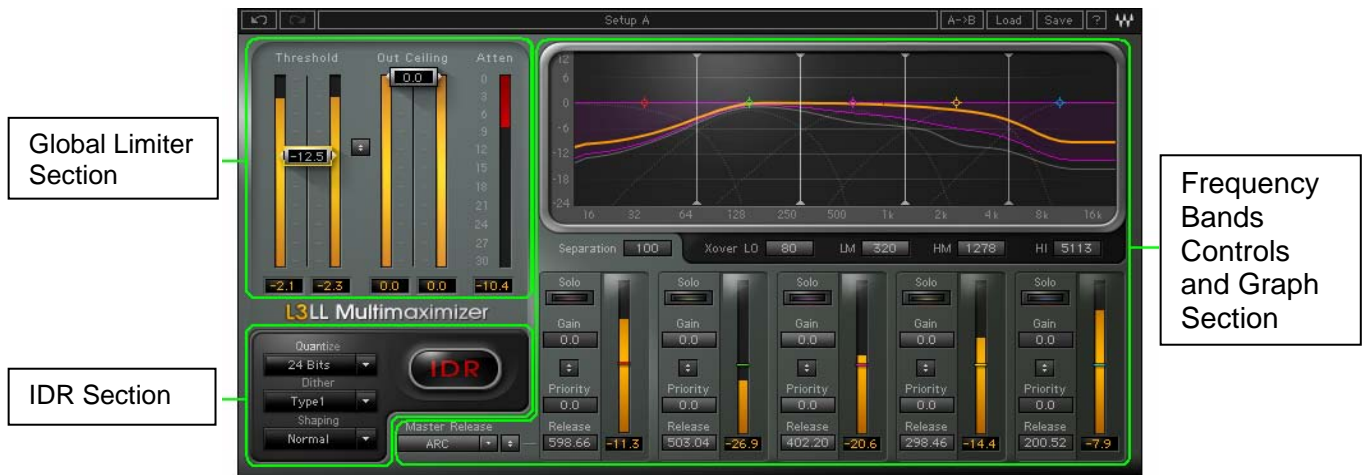 Setup A
A->B
Load
Save
?
Global Limiter
Section
IDR Section
Threshold
Out Ceiling
Atten
-12.5
0.0
0
3
6
9
12
15
18
21
24
27
30
-2.1
-2.3
0.0
0.0
-10.4
L3LL Multimaximizer
Quantize
24 Bits
Dither
Type1
Shaping
Normal
IDR
Master Release
ARC
12
6
0
-6
-12
-18
-24
16 32 64 128 250 500 1k 2k 4k 8k 16k
Separation 100 Xover LO 80 LM 320 HM 1278 HI 5113
Solo Solo Solo Solo Solo
Gain Gain Gain Gain Gain
0.0 0.0 0.0 0.0 0.0
Priority Priority Priority Priority Priority
0.0 0.0 0.0 0.0 0.0
Release Release Release Release Release
598.66 -11.3 503.04 -26.9 402.20 -20.6 298.46 -14.4 200.52 -7.9
Frequency
Bands
Controls
and Graph
Section